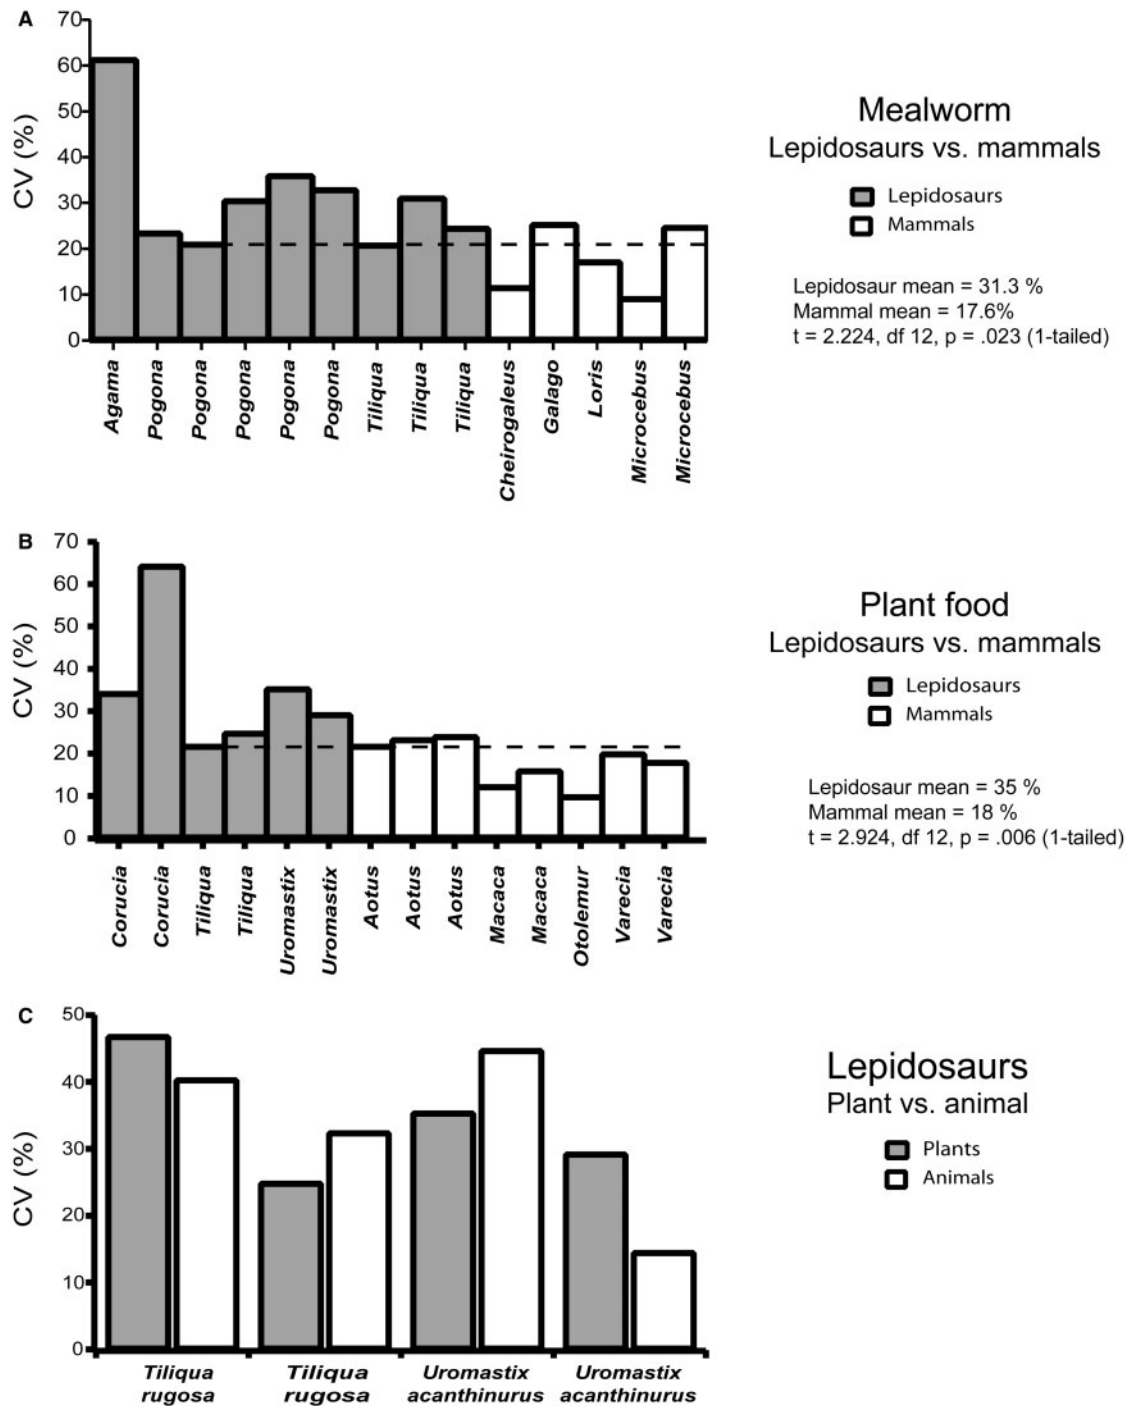 A
70
60
50
40
30
20
10
0
CV (%)
Agama
Pogona
Pogona
Pogona
Pogona
Pogona
Tiliqua
Tiliqua
Tiliqua
Cheirogaleus
Galago
Loris
Microcebus
Microcebus
Mealworm
Lepidosaurs vs. mammals
Lepidosaurs
Mammals
Lepidosaur mean = 31.3 %
Mammal mean = 17.6%
t = 2.224, df 12, p = .023 (1-tailed)
B
70
60
50
40
30
20
10
0
CV (%)
Corucia
Corucia
Tiliqua
Tiliqua
Uromastix
Uromastix
Aotus
Aotus
Aotus
Macaca
Macaca
Otolemur
Varecia
Varecia
Plant food
Lepidosaurs vs. mammals
Lepidosaurs
Mammals
Lepidosaur mean = 35 %
Mammal mean = 18 %
t = 2.924, df 12, p = .006 (1-tailed)
C
50
40
30
20
10
0
CV (%)
Tiliqua
rugosa
Tiliqua
rugosa
Uromastix
acanthinurus
Uromastix
acanthinurus
Lepidosaurs
Plant vs. animal
Plants
Animals